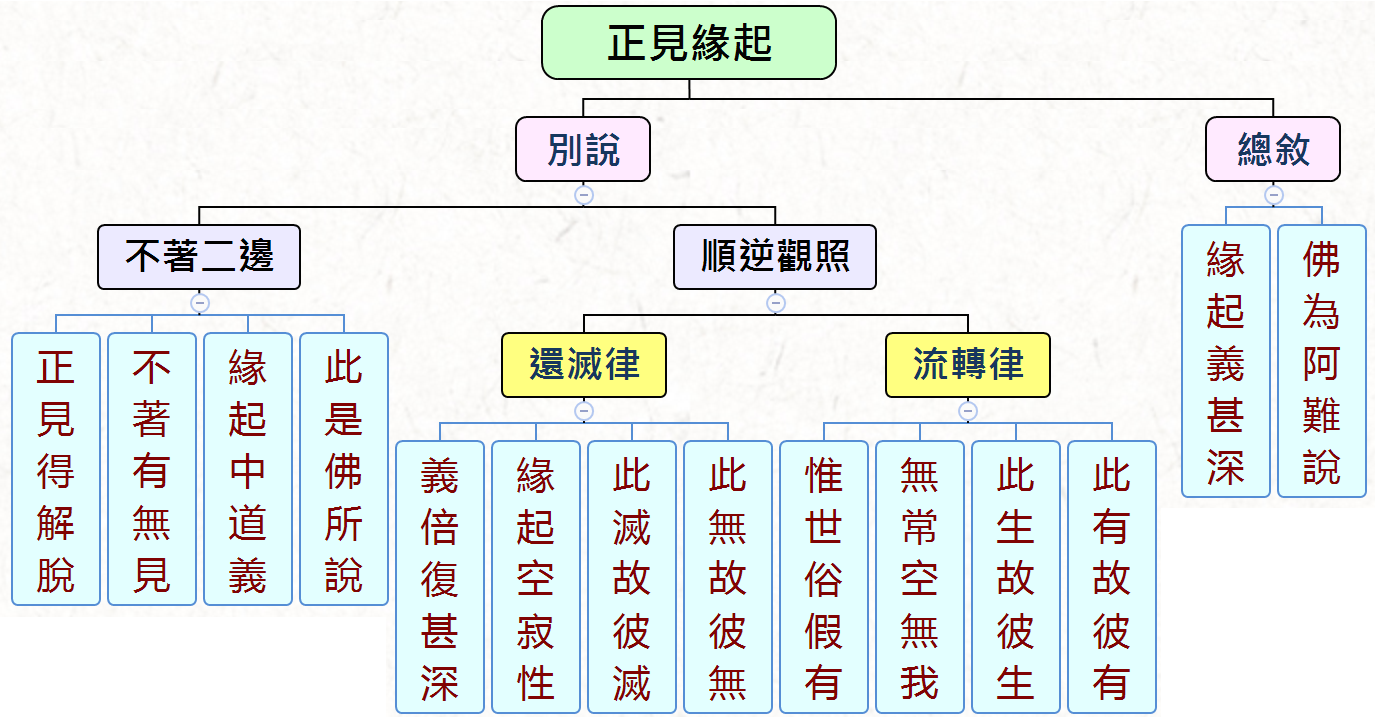 正見緣起
總敘
佛為阿難說
緣起義甚深
別說
順逆觀照
流轉律
此有故彼有
此生故彼生
無常空無我
惟世俗假有
還滅律
此無故彼無
此滅故彼滅
緣起空寂性
義倍復甚深
不著二邊
此是佛所說
緣起中道義
不著有無見
正見得解脫